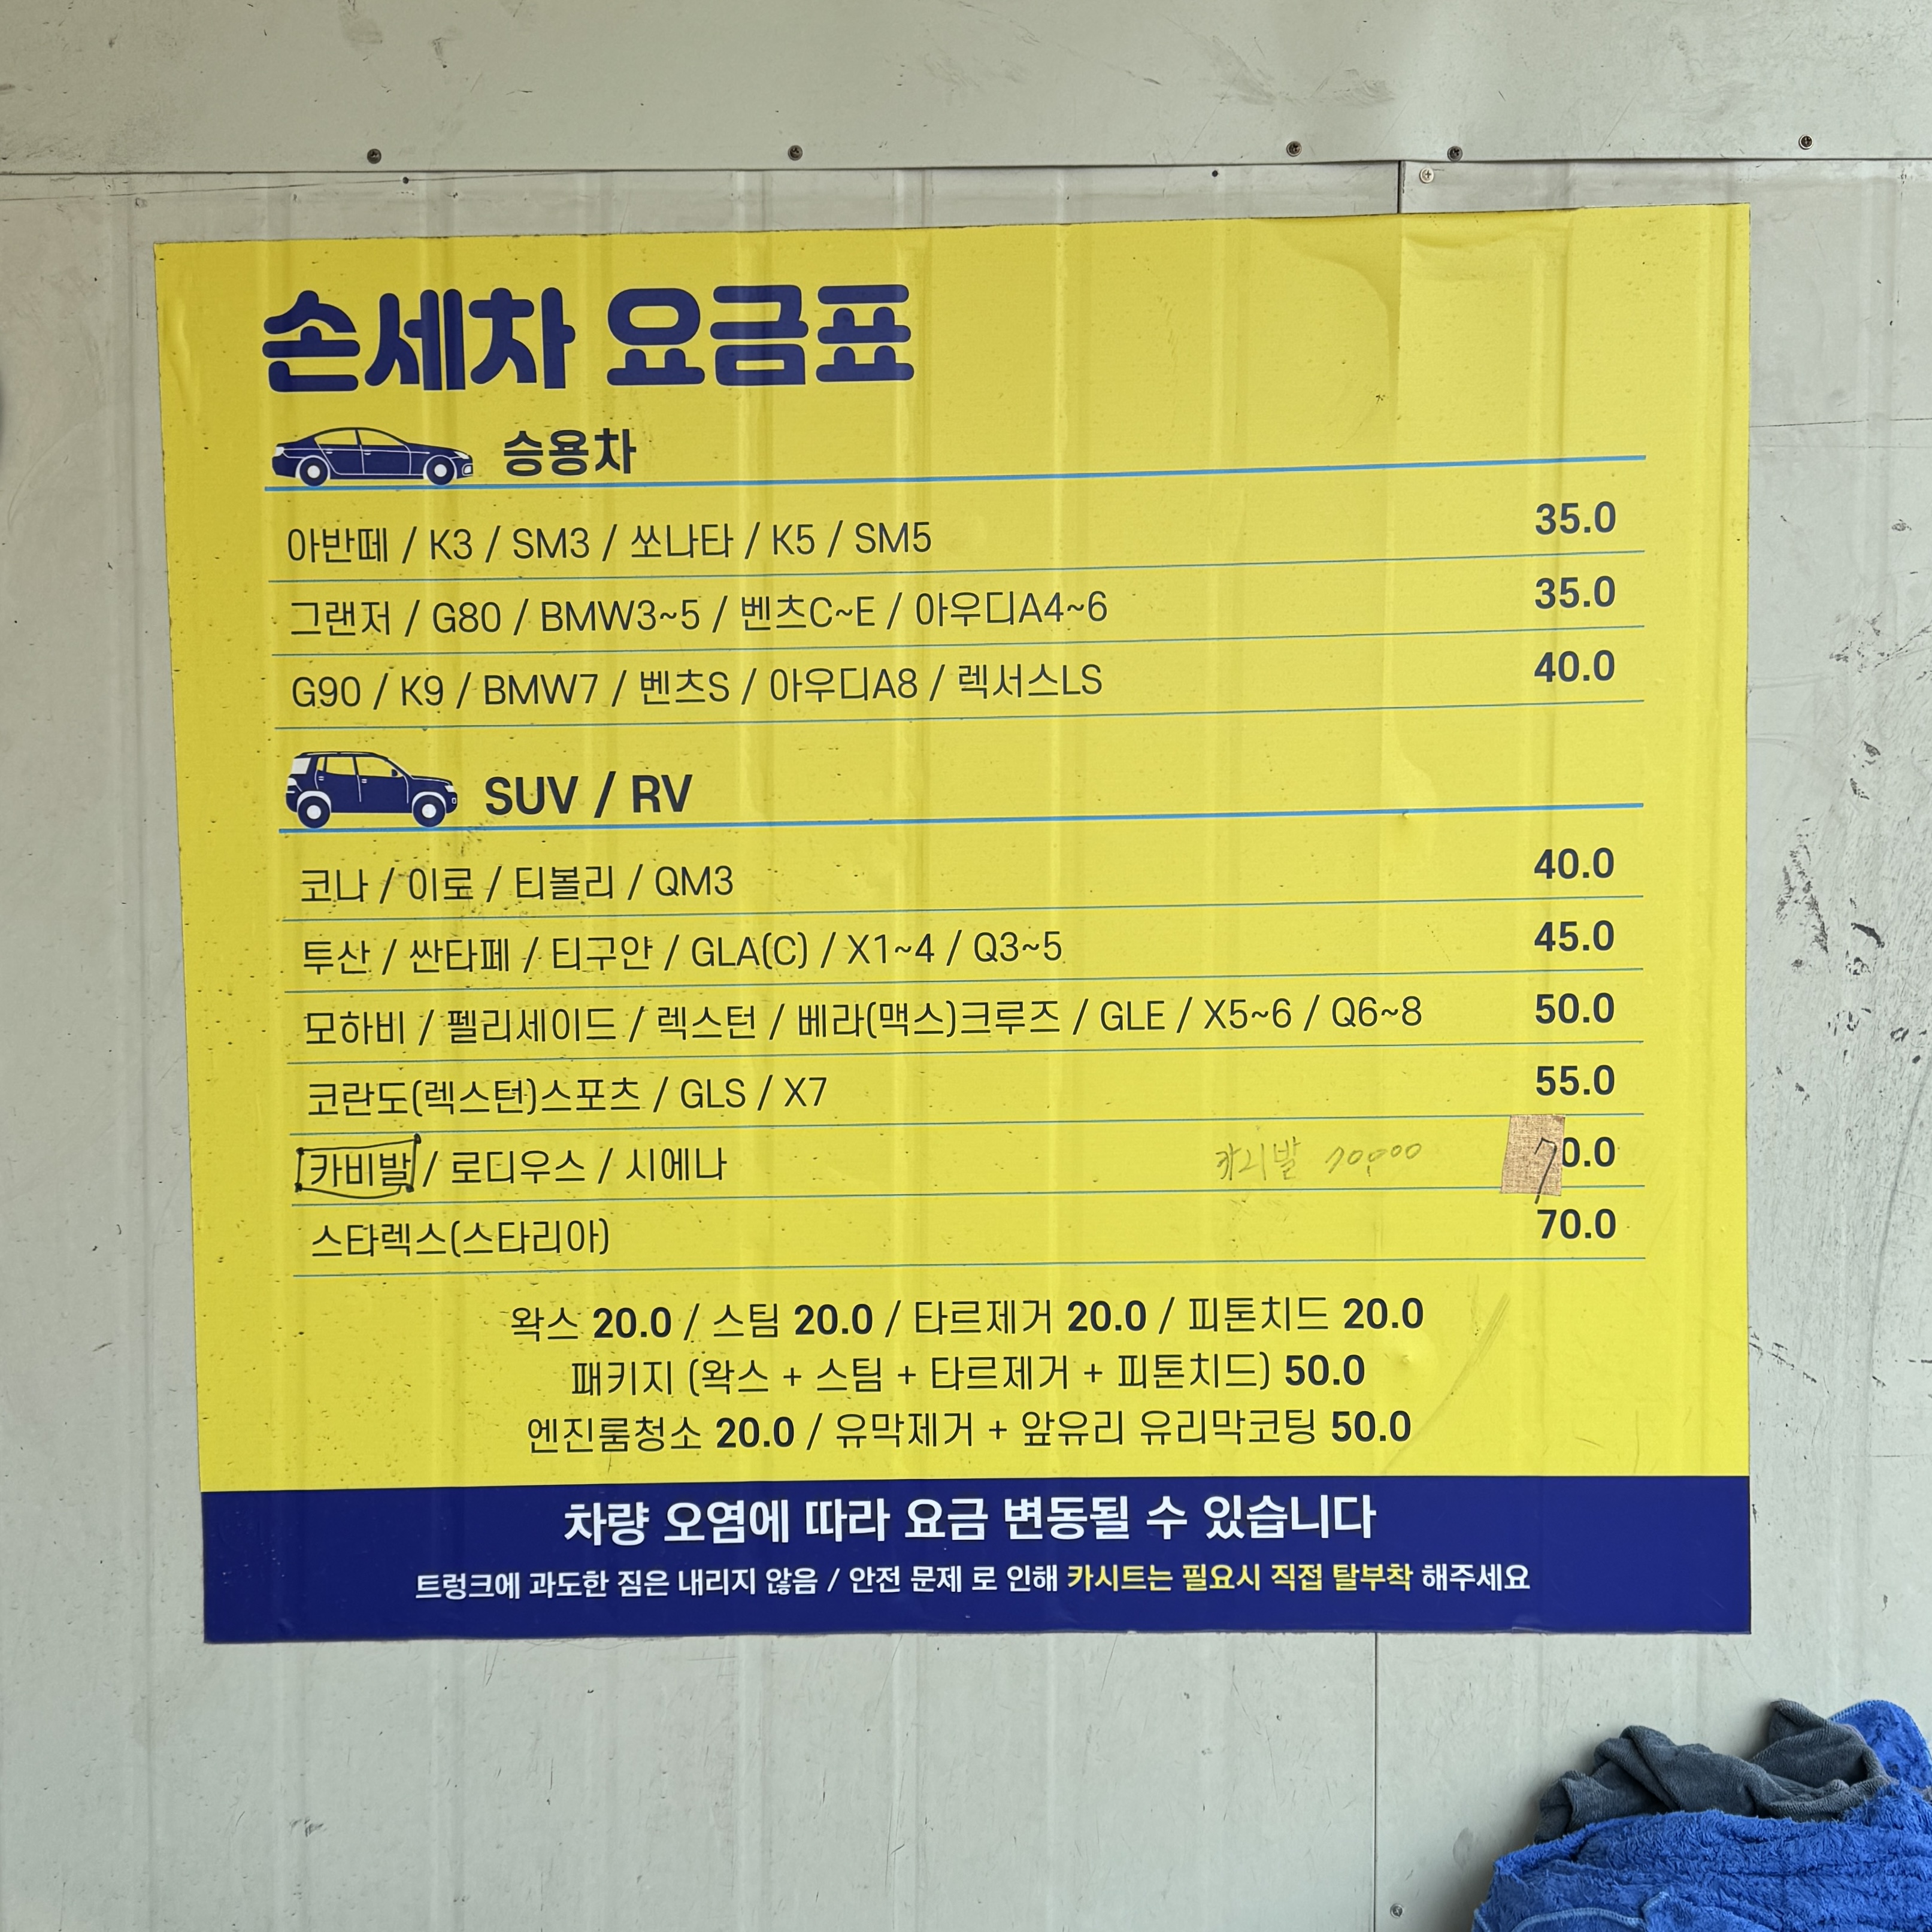 손세차 요금표
승용차
아반떼 / K3 / SM3 / 쏘나타 / K5 / SM5 35.0
그랜저 / G80 / BMW3~5 / 벤츠C~E / 아우디A4~6 35.0
G90 / K9 / BMW7 / 벤츠S / 아우디A8 / 렉서스LS 40.0
SUV / RV
코나 / 이로 / 티볼리 / QM3 40.0
투산 / 싼타페 / 티구안 / GLA(C) / X1~4 / Q3~5 45.0
모하비 / 펠리세이드 / 렉스턴 / 베라(맥스)크루즈 / GLE / X5~6 / Q6~8 50.0
코란도(렉스턴)스포츠 / GLS / X7 55.0
카비발 / 로디우스 / 시에나 70.0
스타렉스(스타리아) 70.0
왁스 20.0 / 스팀 20.0 / 타르제거 20.0 / 피톤치드 20.0
패키지 (왁스 + 스팀 + 타르제거 + 피톤치드) 50.0
엔진룸청소 20.0 / 유막제거 + 앞유리 유리막코팅 50.0
차량 오염에 따라 요금 변동될 수 있습니다
트렁크에 과도한 짐은 내리지 않음 / 안전 문제 로 인해 카시트는 필요시 직접 탈부착 해주세요